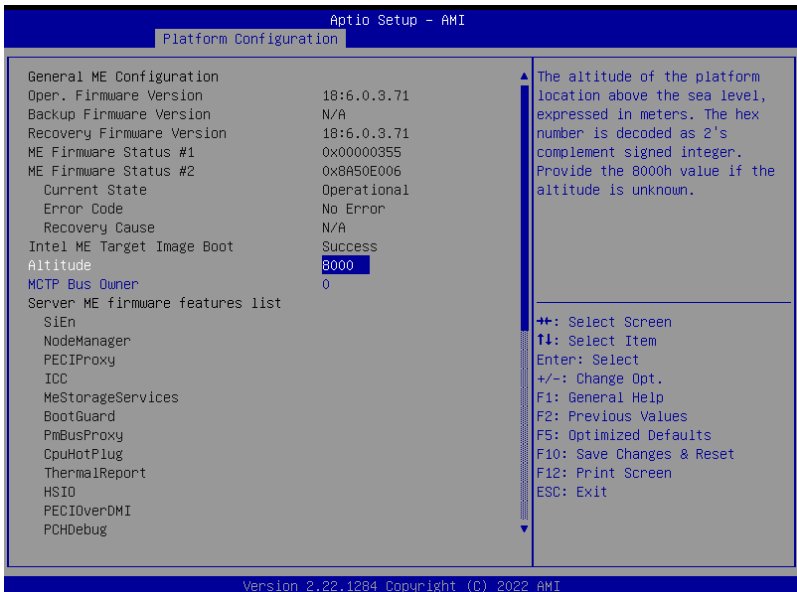 Aptio Setup – AMI
Platform Configuration
General ME Configuration
Oper. Firmware Version 18:6.0.3.71
Backup Firmware Version N/A
Recovery Firmware Version 18:6.0.3.71
ME Firmware Status #1 0x00000355
ME Firmware Status #2 0x8A50E006
Current State Operational
Error Code No Error
Recovery Cause N/A
Intel ME Target Image Boot Success
Altitude 8000
MCTP Bus Owner 0
Server ME firmware features list
SiEn
NodeManager
PECIProxy
ICC
MeStorageServices
BootGuard
PmBusProxy
CpuHotPlug
ThermalReport
HSIO
PECIOverDMI
PCHDebug
The altitude of the platform
location above the sea level,
expressed in meters. The hex
number is decoded as 2's
complement signed integer.
Provide the 8000h value if the
altitude is unknown.
→←: Select Screen
↑↓: Select Item
Enter: Select
+/-: Change Opt.
F1: General Help
F2: Previous Values
F5: Optimized Defaults
F10: Save Changes & Reset
F12: Print Screen
ESC: Exit
Version 2.22.1284 Copyright (C) 2022 AMI